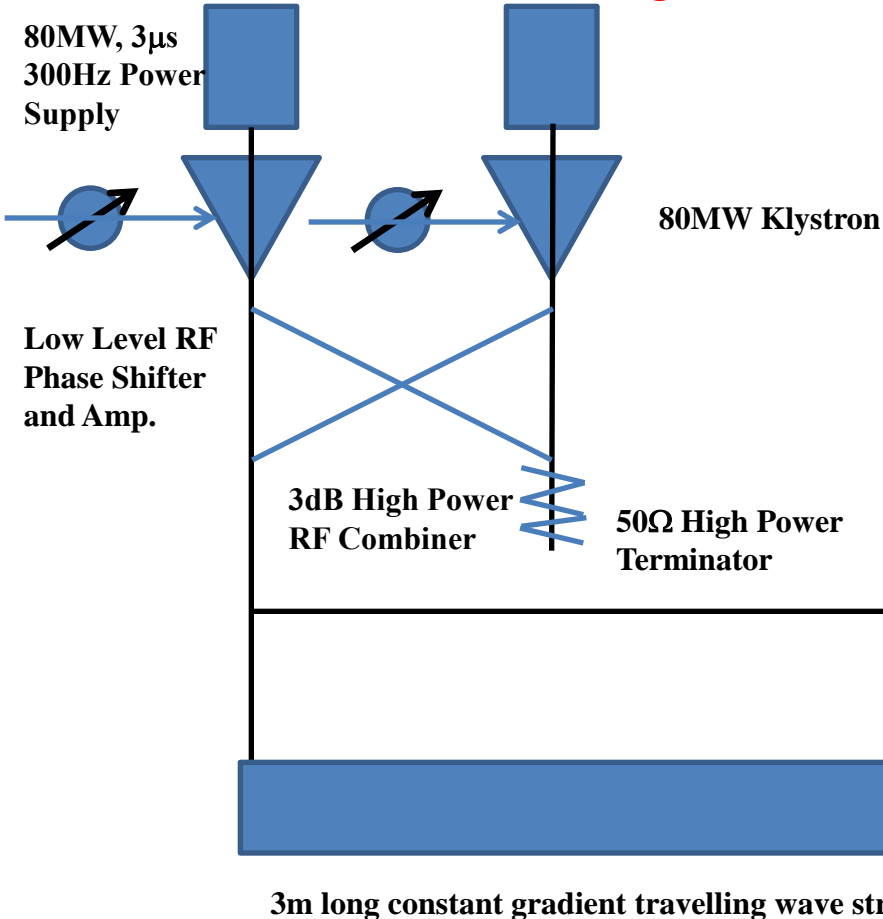 80MW, 3μs
300Hz Power
Supply
80MW Klystron
Low Level RF
Phase Shifter
and Amp.
3dB High Power
RF Combiner
50Ω High Power
Terminator
3m long constant gradient travelling wave